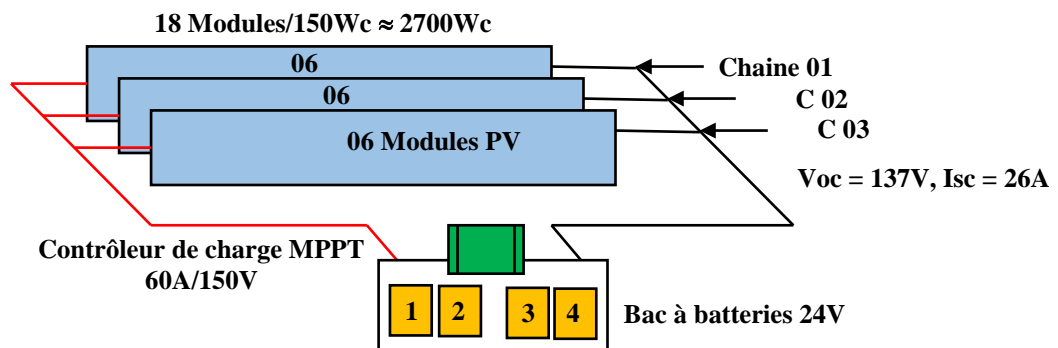 18 Modules/150Wc ≈ 2700Wc
06
Chaine 01
06
C 02
06 Modules PV
C 03
Voc = 137V, Isc = 26A
Contrôleur de charge MPPT
60A/150V
1 2 3 4
Bac à batteries 24V